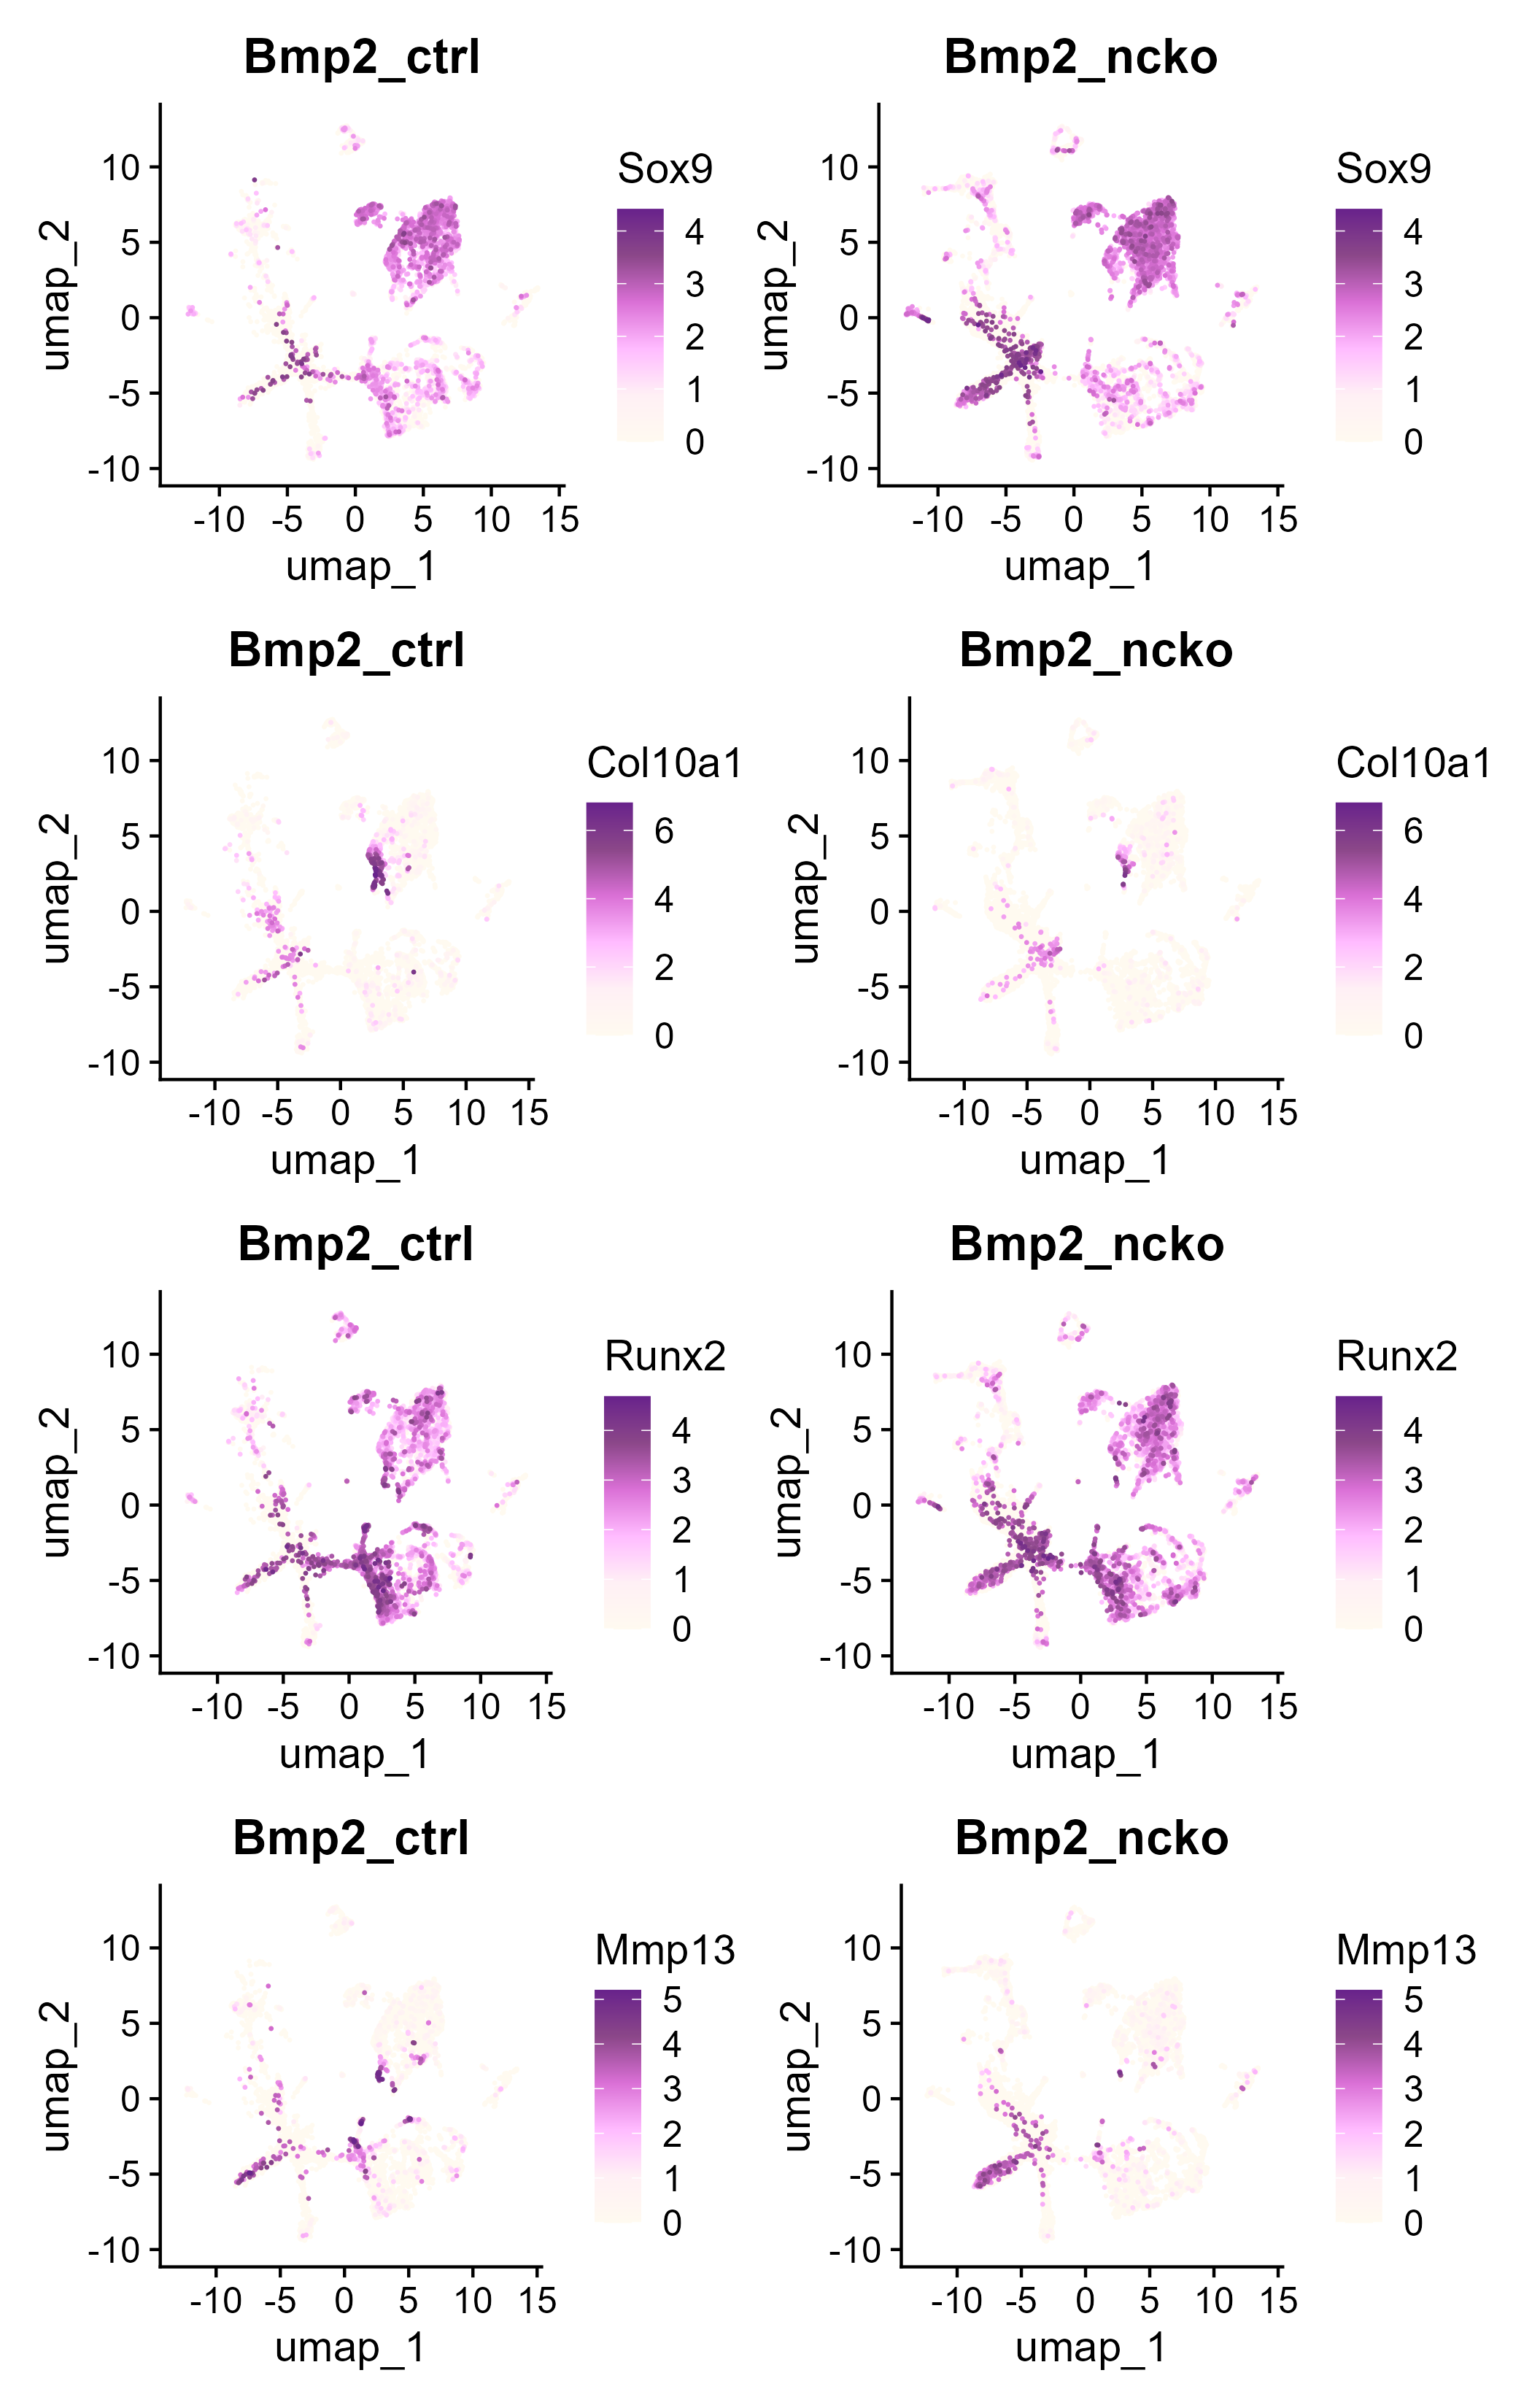 Bmp2_ctrl Bmp2_ncko
Sox9 Sox9
10 5 0 -5 -10
umap_2
4 3 2 1 0
10 5 0 -5 -10
umap_2
4 3 2 1 0
-10 -5 0 5 10 15 -10 -5 0 5 10 15
umap_1 umap_1
Bmp2_ctrl Bmp2_ncko
Col10a1 Col10a1
10 5 0 -5 -10
umap_2
6 4 2 0
10 5 0 -5 -10
umap_2
6 4 2 0
-10 -5 0 5 10 15 -10 -5 0 5 10 15
umap_1 umap_1
Bmp2_ctrl Bmp2_ncko
Runx2 Runx2
10 5 0 -5 -10
umap_2
4 3 2 1 0
10 5 0 -5 -10
umap_2
4 3 2 1 0
-10 -5 0 5 10 15 -10 -5 0 5 10 15
umap_1 umap_1
Bmp2_ctrl Bmp2_ncko
Mmp13 Mmp13
10 5 0 -5 -10
umap_2
5 4 3 2 1 0
10 5 0 -5 -10
umap_2
5 4 3 2 1 0
-10 -5 0 5 10 15 -10 -5 0 5 10 15
umap_1 umap_1